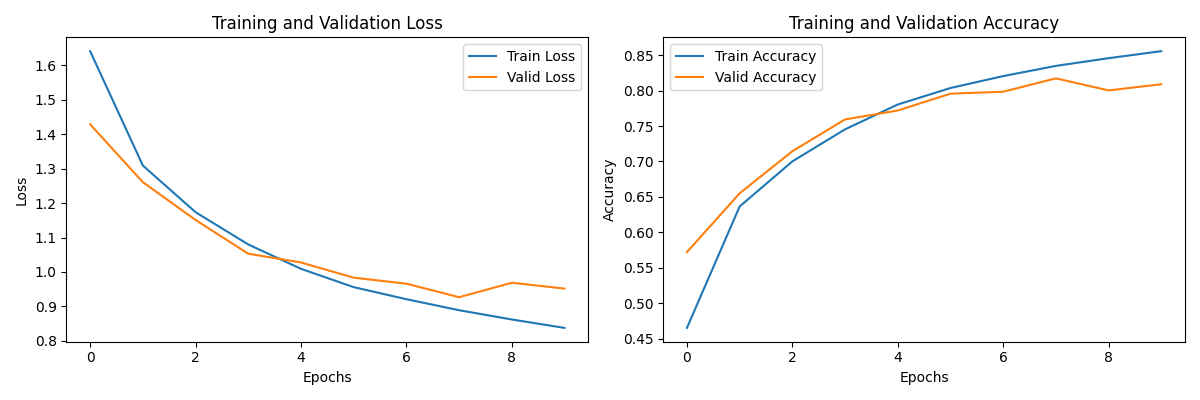 Training and Validation Loss
Train Loss
Valid Loss
1.6
1.5
1.4
1.3
1.2
1.1
1.0
0.9
0.8
Loss
0 2 4 6 8
Epochs
Training and Validation Accuracy
Train Accuracy
Valid Accuracy
0.85
0.80
0.75
0.70
0.65
0.60
0.55
0.50
0.45
Accuracy
0 2 4 6 8
Epochs